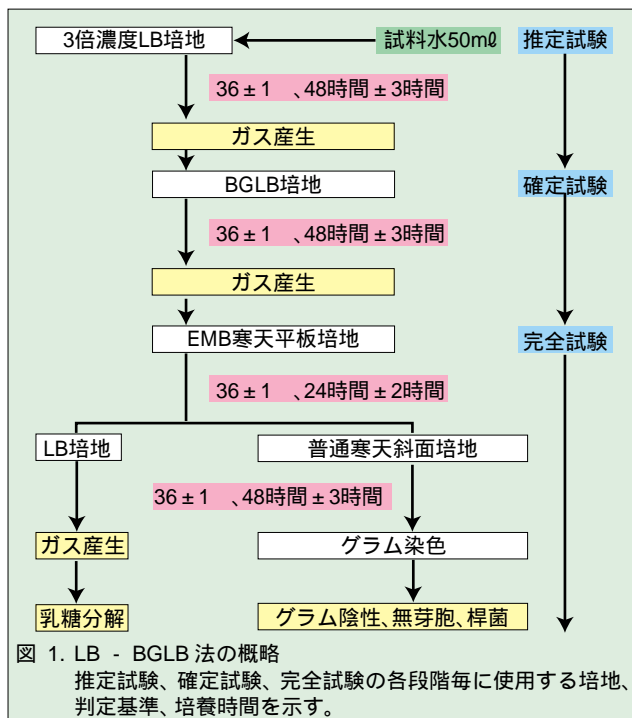 3倍濃度LB培地
試料水50mℓ
推定試験
36±1　、48時間±3時間
ガス産生
BGLB培地
確定試験
36±1　、48時間±3時間
ガス産生
EMB寒天平板培地
完全試験
36±1　、24時間±2時間
LB培地
普通寒天斜面培地
36±1　、48時間±3時間
ガス産生
グラム染色
乳糖分解
グラム陰性、無芽胞、桿菌
図 1. LB - BGLB 法の概略
推定試験、確定試験、完全試験の各段階毎に使用する培地、
判定基準、培養時間を示す。